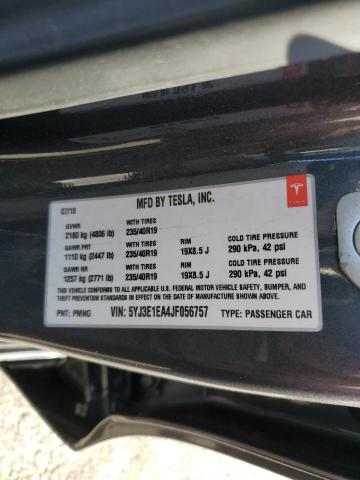 MFD BY TESLA, INC.
07/18
GVWR WITH TIRES
2180 kg (4806 lb) 235/40R19
GAWR FRT WITH TIRES RIM COLD TIRE PRESSURE
1110 kg (2447 lb) 235/40R19 19X8.5 J 290 kPa, 42 psi
GAWR RR WITH TIRES RIM COLD TIRE PRESSURE
1257 kg (2771 lb) 235/40R19 19X8.5 J 290 kPa, 42 psi
THIS VEHICLE CONFORMS TO ALL
APPLICABLE U.S. FEDERAL MOTOR VEHICLE SAFETY, BUMPER, AND
THEFT PREVENTION STANDARDS IN EFFECT ON THE DATE OF MANUFACTURE SHOWN ABOVE.
PNT: PMNG VIN: 5YJ3E1EA4JF056757 TYPE: PASSENGER CAR